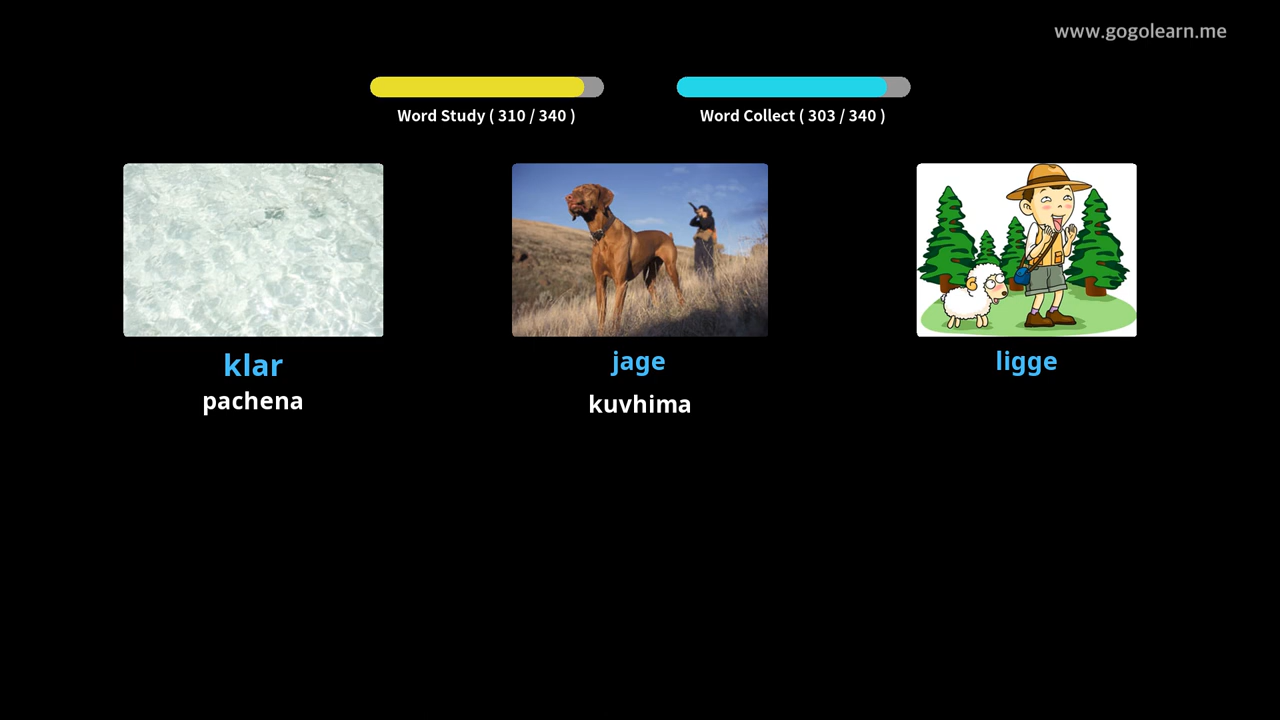 www.gogolearn.me
Word Study ( 310 / 340 )
Word Collect ( 303 / 340 )
klar
pachena
jage
kuvhima
ligge